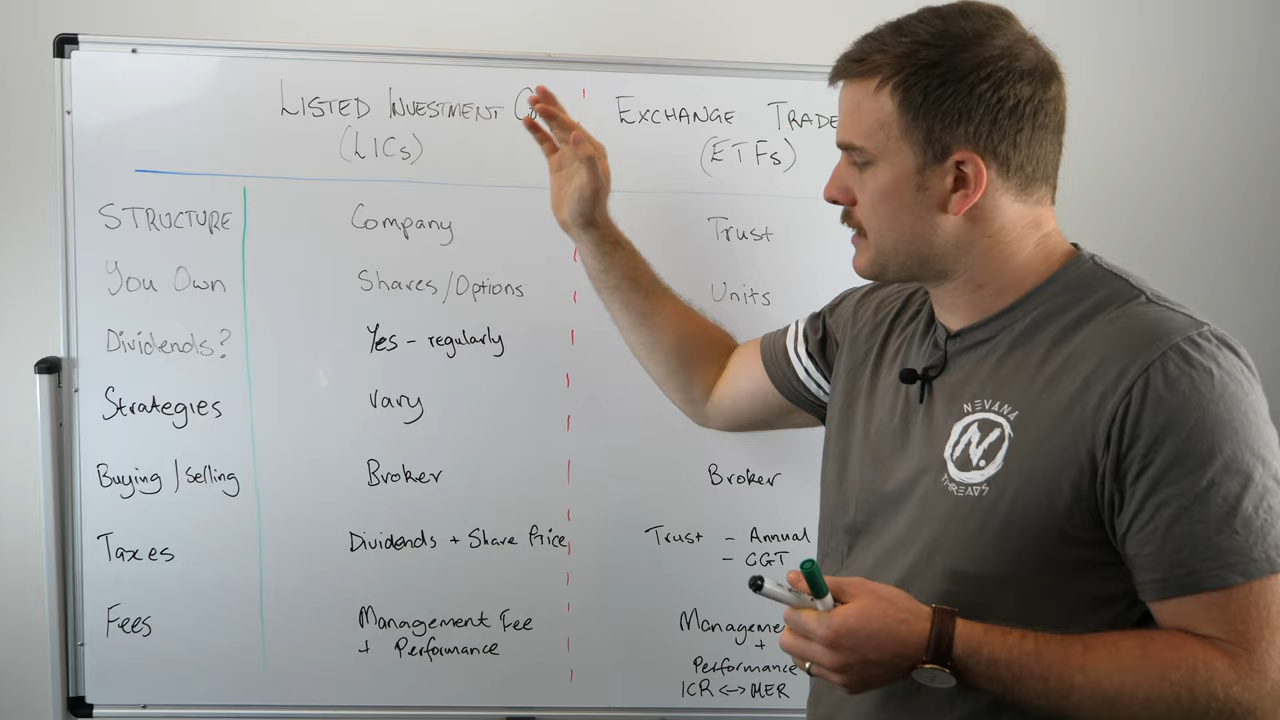 LISTED INVESTMENT
EXCHANGE TRADE
(LICs)
(ETFs)
STRUCTURE
Company
Trust
You Own
Shares/Options
Units
Dividends?
Yes - regularly
Strategies
Vary
Buying/Selling
Broker
Broker
Taxes
Dividends + Share Price
Trust - Annual
- CGT
Fees
Management Fee
+ Performance
Manageme
+
Performance
ICR <-> MER
NEVANA
N.
THREADS